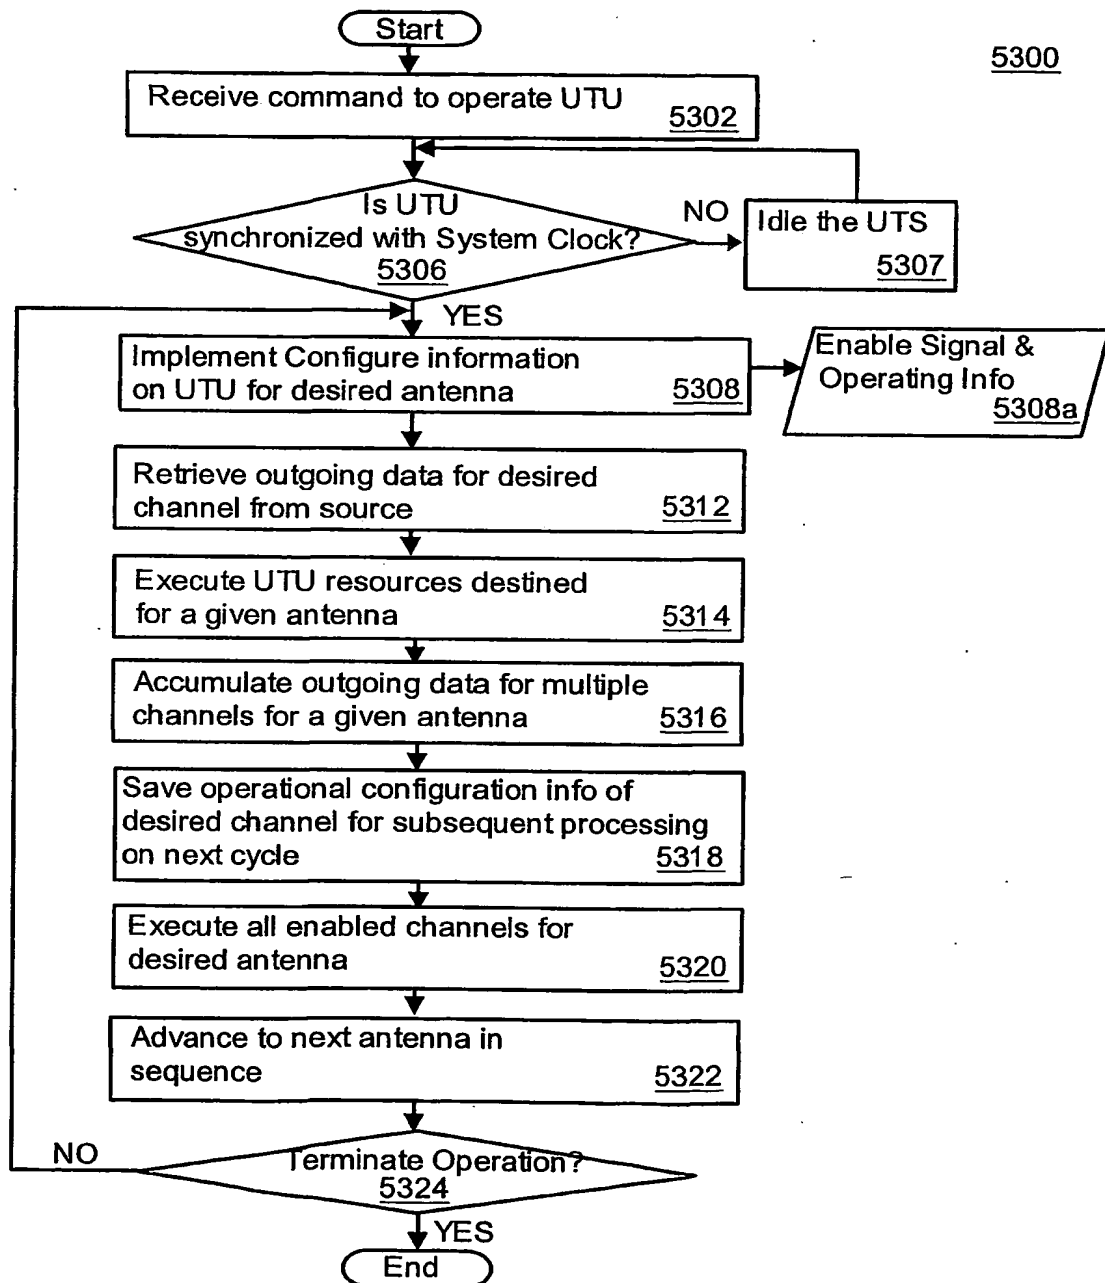 Start
5300
Receive command to operate UTU
5302
Is UTU
synchronized with System Clock?
5306
NO
Idle the UTS
5307
YES
Implement Configure information
on UTU for desired antenna
5308
Enable Signal &
Operating Info
5308a
Retrieve outgoing data for desired
channel from source
5312
Execute UTU resources destined
for a given antenna
5314
Accumulate outgoing data for multiple
channels for a given antenna
5316
Save operational configuration info of
desired channel for subsequent processing
on next cycle
5318
Execute all enabled channels for
desired antenna
5320
Advance to next antenna in
sequence
5322
NO
Terminate Operation?
5324
YES
End